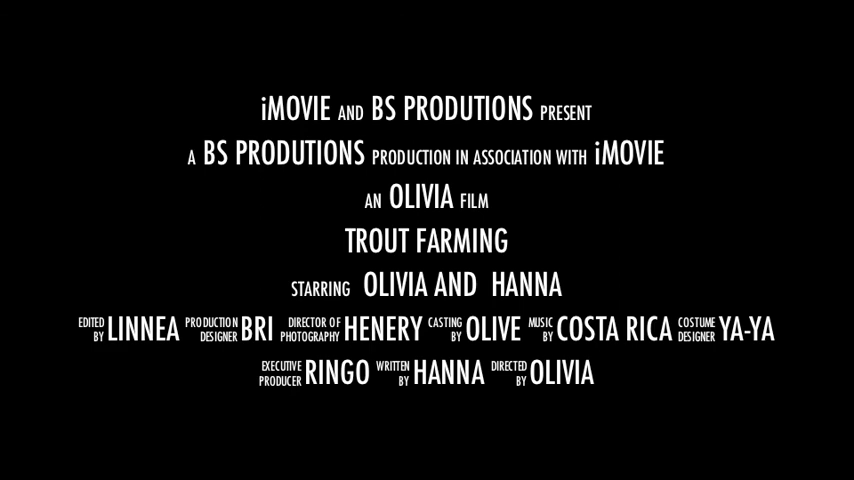 iMOVIE AND BS PRODUTIONS PRESENT
A BS PRODUTIONS PRODUCTION IN ASSOCIATION WITH iMOVIE
AN OLIVIA FILM
TROUT FARMING
STARRING OLIVIA AND HANNA
EDITED BY LINNEA PRODUCTION DESIGNER BRI DIRECTOR OF PHOTOGRAPHY HENERY CASTING BY OLIVE MUSIC BY COSTA RICA COSTUME DESIGNER YA-YA
EXECUTIVE PRODUCER RINGO WRITTEN BY HANNA DIRECTED BY OLIVIA